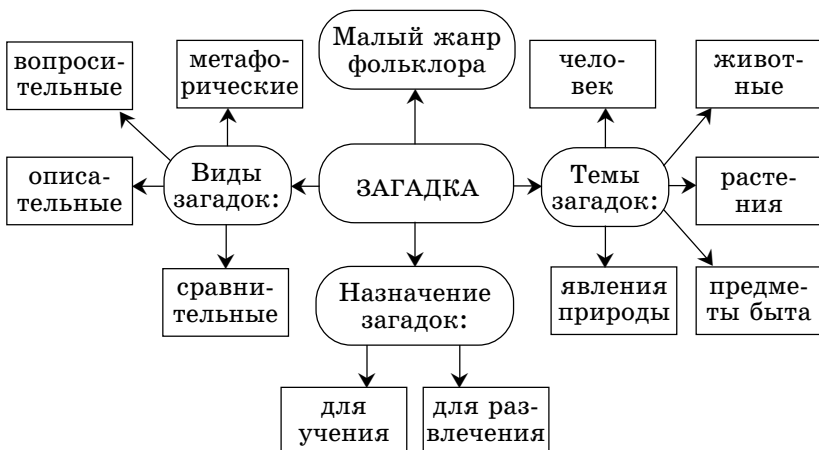 Малый жанр
фольклора
вопроси-
тельные
метафо-
рические
чело-
век
живот-
ные
описа-
тельные
Виды
загадок:
ЗАГАДКА
Темы
загадок:
расте-
ния
сравни-
тельные
Назначение
загадок:
явления
природы
предме-
ты быта
для
учения
для раз-
влечения